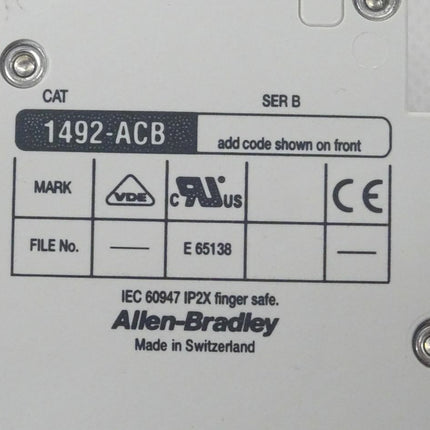 CAT SER B
1492-ACB add code shown on front
MARK VDE c RU US CE
FILE No. — E 65138 —
IEC 60947 IP2X finger safe.
Allen-Bradley
Made in Switzerland